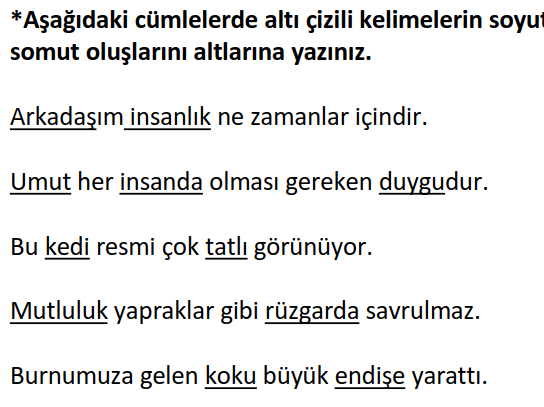 *Aşağıdaki cümlelerde altı çizili kelimelerin soyut
somut oluşlarını altlarına yazınız.
Arkadaşım insanlık ne zamanlar içindir.
Umut her insanda olması gereken duygudur.
Bu kedi resmi çok tatlı görünüyor.
Mutluluk yapraklar gibi rüzgarda savrulmaz.
Burnumuza gelen koku büyük endişe yarattı.